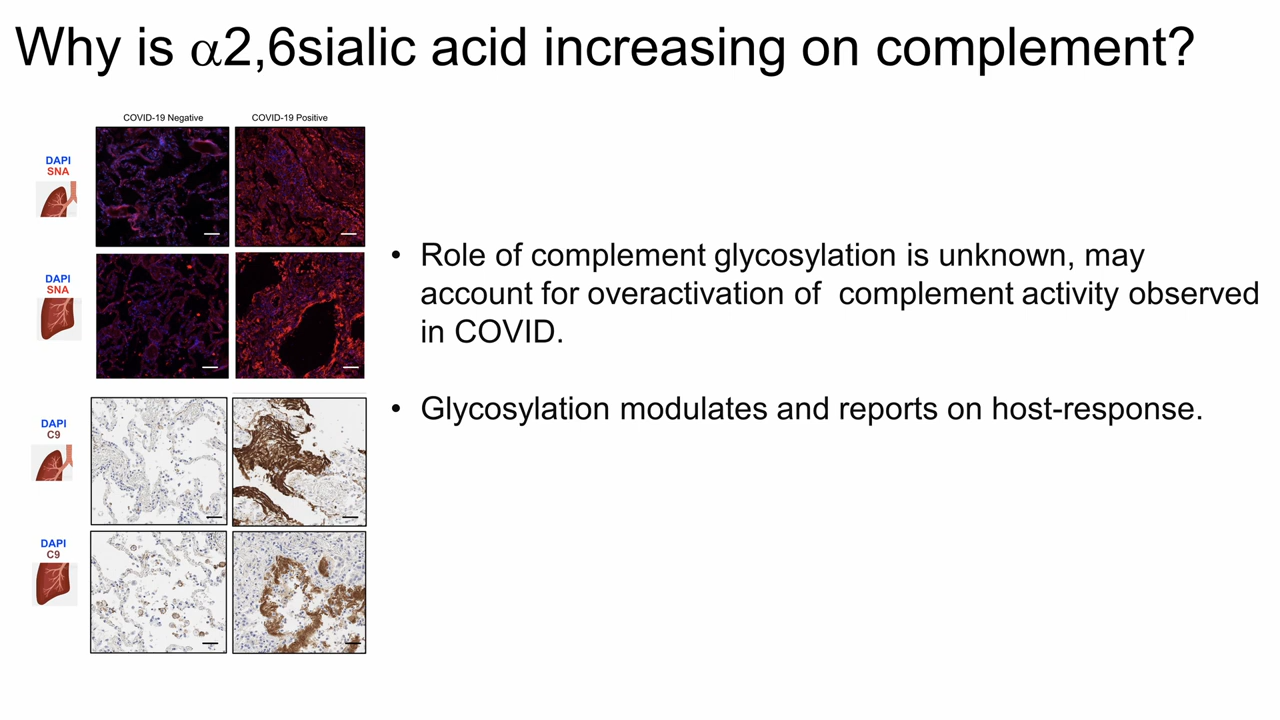 Why is α2,6sialic acid increasing on complement?
COVID-19 Negative
COVID-19 Positive
DAPI
SNA
DAPI
SNA
DAPI
C9
DAPI
C9
• Role of complement glycosylation is unknown, may
account for overactivation of  complement activity observed
in COVID.
• Glycosylation modulates and reports on host-response.